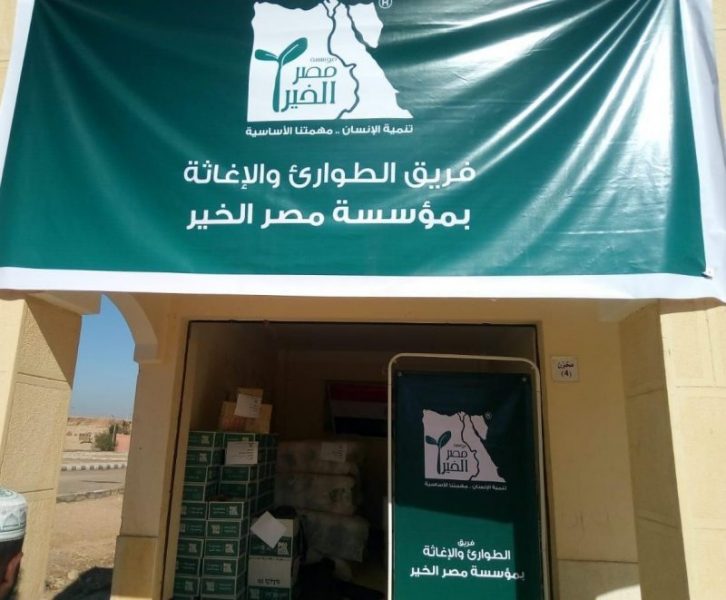 ®
مؤسسة
مصر
الخير
تنمية الإنسان .. مهمتنا الأساسية
فريق الطوارئ والإغاثة
بمؤسسة مصر الخير
مخزن
(4)
®
مؤسسة
مصر
الخير
تنمية الإنسان .. مهمتنا الأساسية
فريق
الطوارئ والإغاثة
بمؤسسة مصر الخير